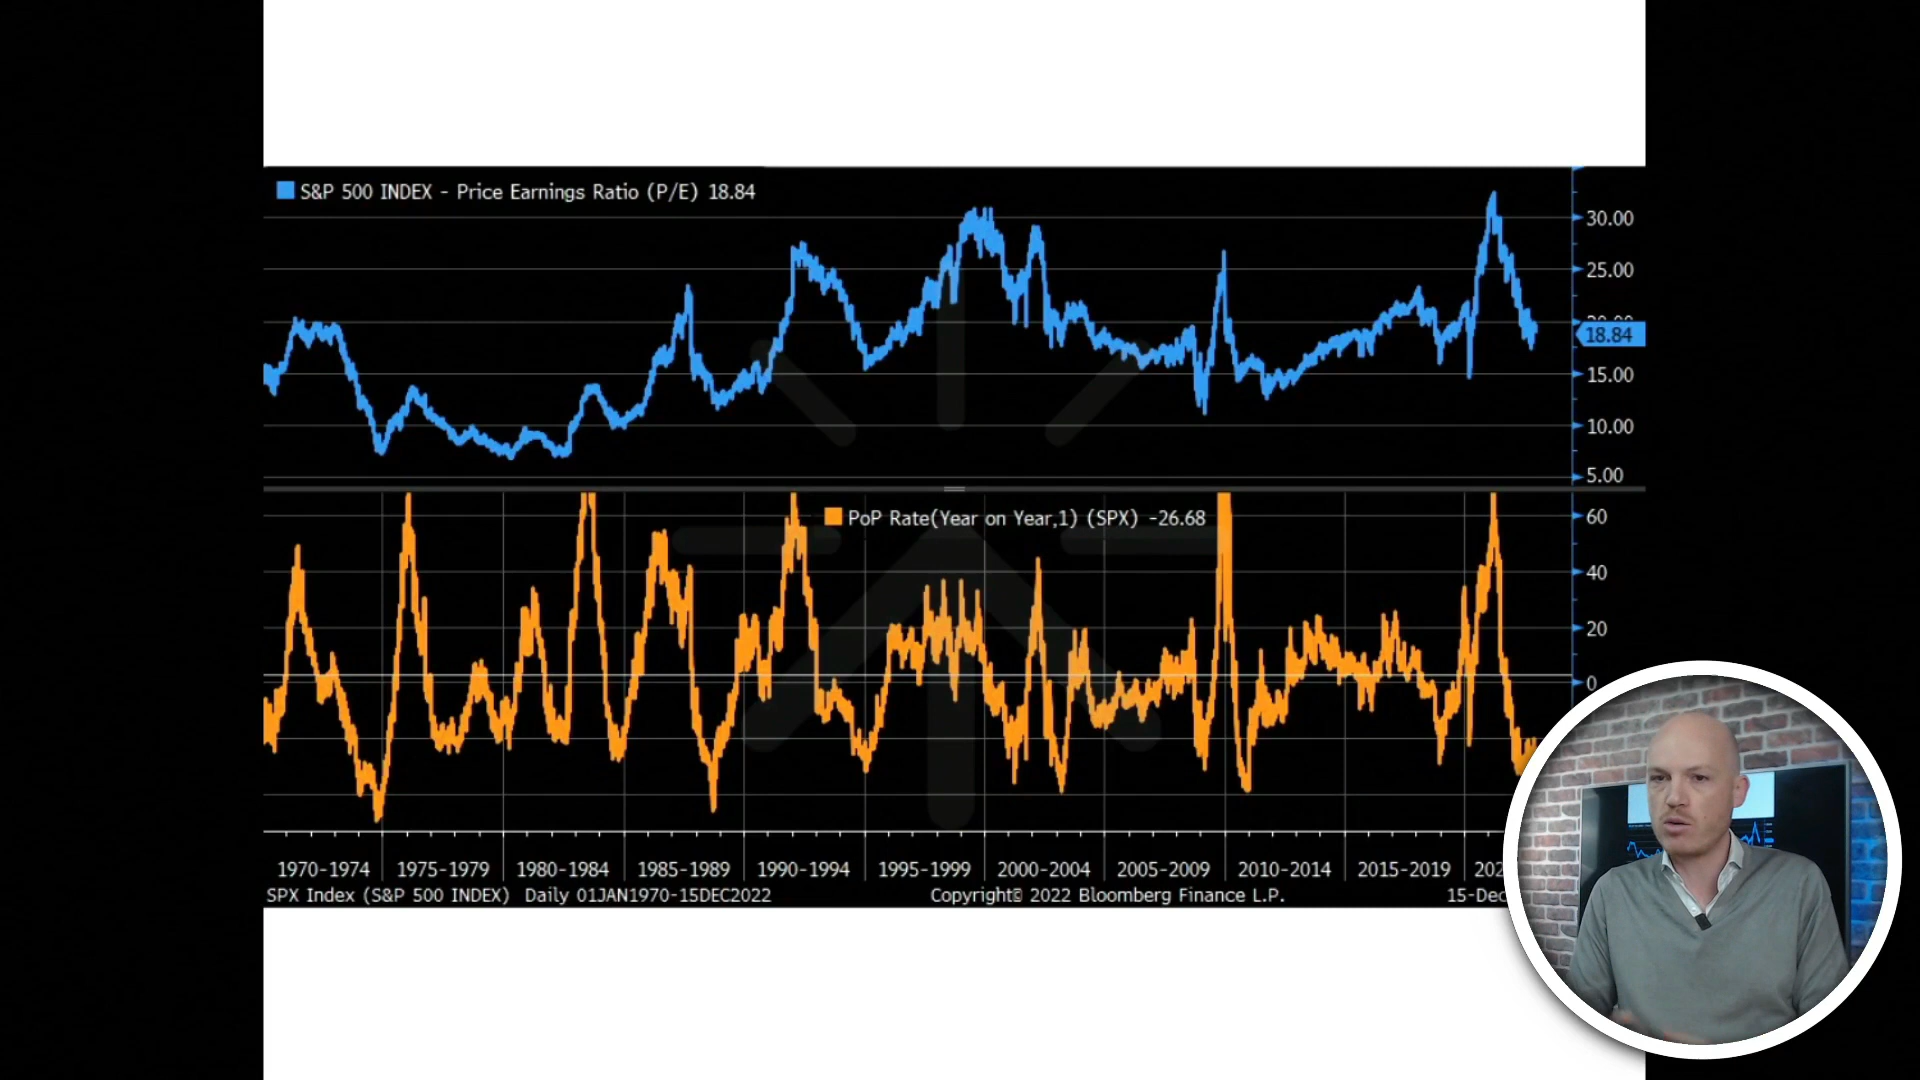 S&P 500 INDEX - Price Earnings Ratio (P/E) 18.84
30.00
25.00
18.84
15.00
10.00
5.00
PoP Rate(Year on Year,1) (SPX) -26.68
60
40
20
0
1970-1974 1975-1979 1980-1984 1985-1989 1990-1994 1995-1999 2000-2004 2005-2009 2010-2014 2015-2019 202
SPX Index (S&P 500 INDEX) Daily 01JAN1970-15DEC2022 Copyright© 2022 Bloomberg Finance L.P. 15-Dec